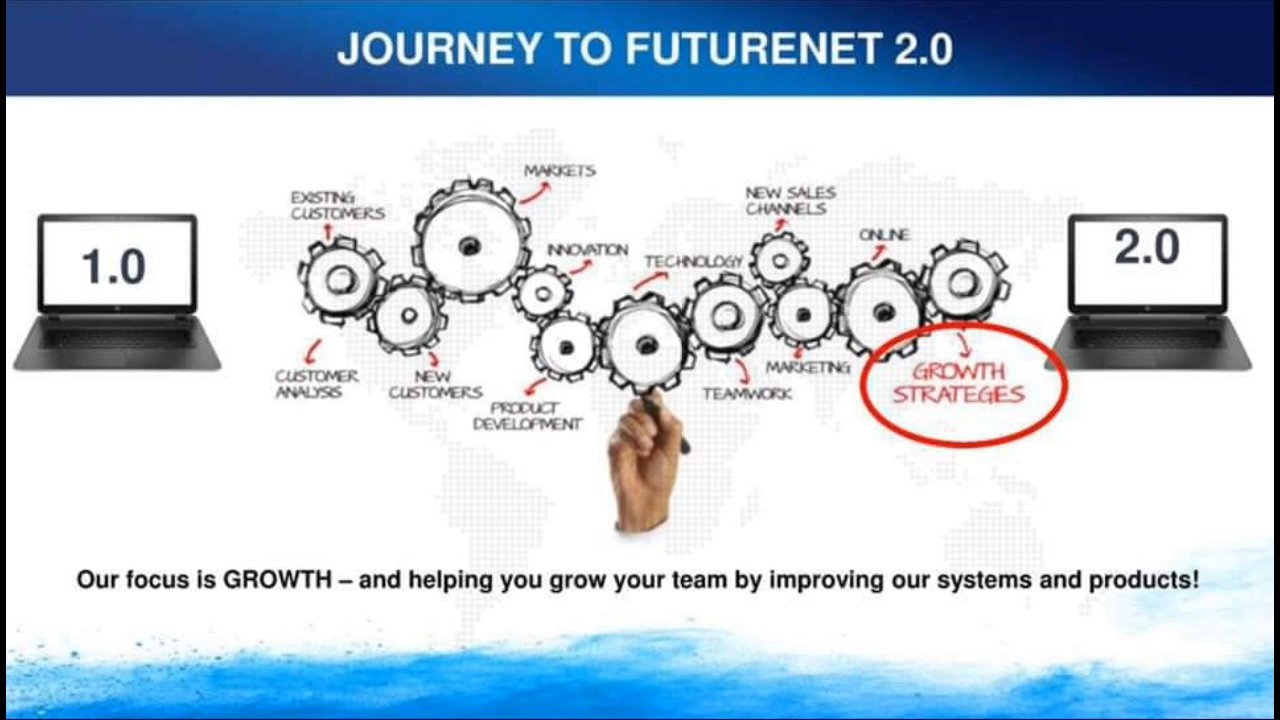 JOURNEY TO FUTURENET 2.0
MARKETS
EXISTING
CUSTOMERS
NEW SALES
CHANNELS
1.0
INNOVATION
TECHNOLOGY
ONLINE
2.0
CUSTOMER
ANALYSIS
NEW
CUSTOMERS
PRODUCT
DEVELOPMENT
TEAMWORK
MARKETING
GROWTH
STRATEGIES
Our focus is GROWTH – and helping you grow your team by improving our systems and products!